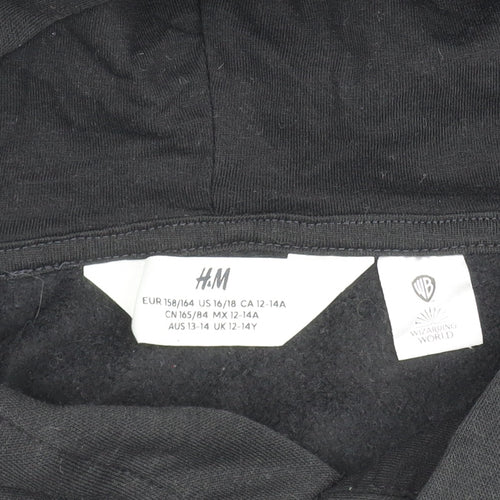 H&M
EUR 158/164 US 16/18 CA 12-14A
CN 165/84 MX 12-14A
AUS 13-14 UK 12-14Y
WB
WIZARDING
WORLD